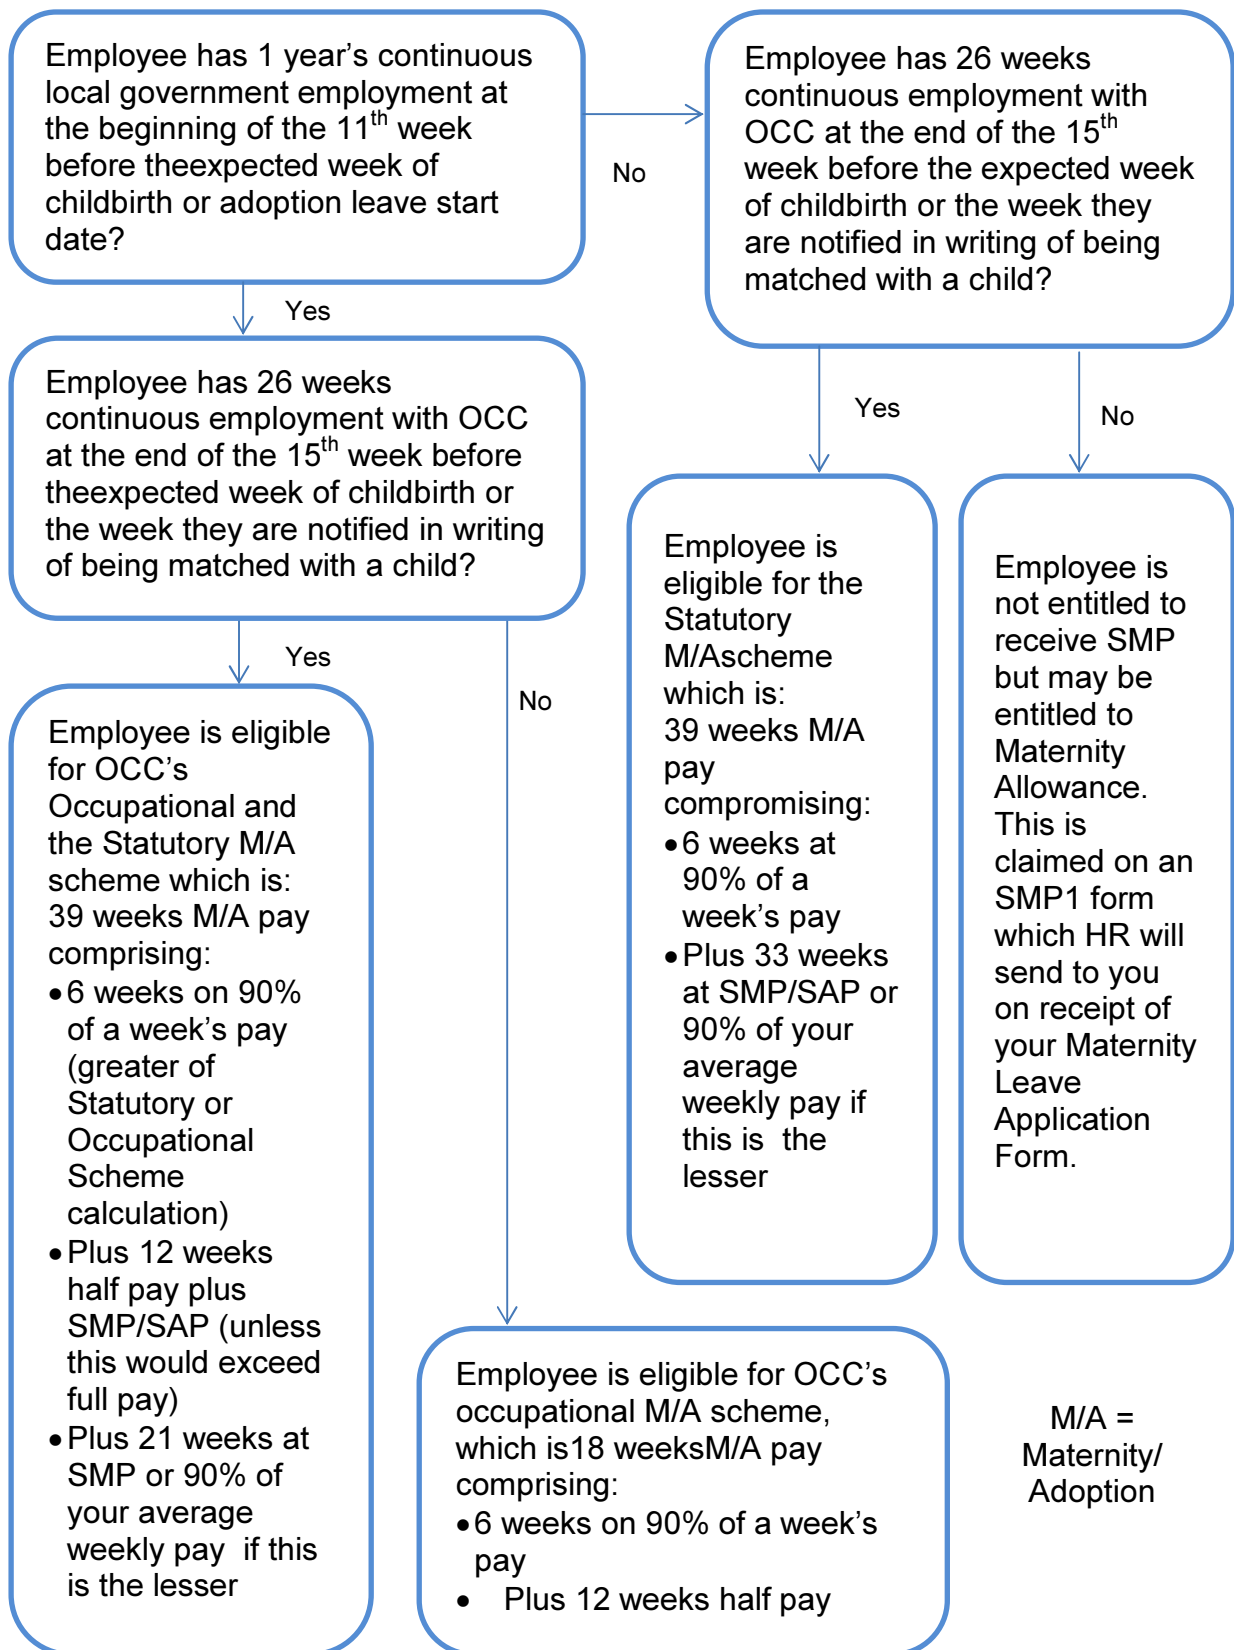 Employee has 1 year’s continuous
local government employment at
the beginning of the 11th week
before theexpected week of
childbirth or adoption leave start
date?
No
Employee has 26 weeks
continuous employment with
OCC at the end of the 15th
week before the expected week
of childbirth or the week they
are notified in writing of being
matched with a child?
Yes
Employee has 26 weeks
continuous employment with OCC
at the end of the 15th week before
theexpected week of childbirth or
the week they are notified in writing
of being matched with a child?
Yes
No
Yes
No
Employee is eligible
for OCC’s
Occupational and
the Statutory M/A
scheme which is:
39 weeks M/A pay
comprising:
•6 weeks on 90%
of a week’s pay
(greater of
Statutory or
Occupational
Scheme
calculation)
•Plus 12 weeks
half pay plus
SMP/SAP (unless
this would exceed
full pay)
•Plus 21 weeks at
SMP or 90% of
your average
weekly pay  if this
is the lesser
Employee is
eligible for the
Statutory
M/Ascheme
which is:
39 weeks M/A
pay
compromising:
•6 weeks at
90% of a
week’s pay
•Plus 33 weeks
at SMP/SAP or
90% of your
average
weekly pay if
this is  the
lesser
Employee is
not entitled to
receive SMP
but may be
entitled to
Maternity
Allowance.
This is
claimed on an
SMP1 form
which HR will
send to you
on receipt of
your Maternity
Leave
Application
Form.
Employee is eligible for OCC’s
occupational M/A scheme,
which is18 weeksM/A pay
comprising:
•6 weeks on 90% of a week’s
pay
• Plus 12 weeks half pay
M/A =
Maternity/
Adoption